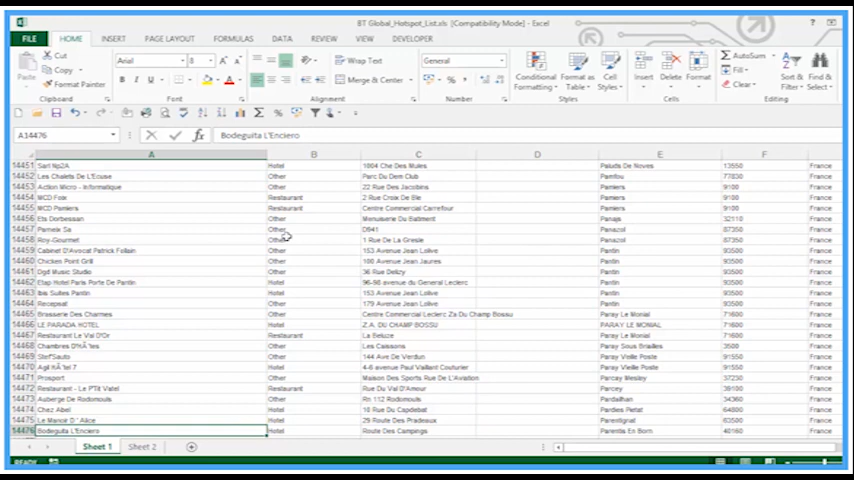 BT Global_Hotspot_List.xls [Compatibility Mode] - Excel
FILE HOME INSERT PAGE LAYOUT FORMULAS DATA REVIEW VIEW DEVELOPER
Cut Arial 8 Wrap Text General AutoSum
Copy Fill
Paste Format Painter Merge & Center Conditional Formatting Format as Table Cell Styles Insert Delete Format Clear Sort & Filter Find & Select
Clipboard Font Alignment Number Styles Cells Editing
A14476 Bodeguita L'Enciero
A B C D E F
14451 Sarl Np2A Hotel 1804 Che Des Mules Paluds De Noves 13550 France
14452 Les Chalets De L'Ecuse Other Parc Du Dem Club Pamfou 77830 France
14453 Action Micro - Informatique Other 22 Rue Des Jacobins Pamiers 9100 France
14454 MCD Foix Restaurant 2 Rue Croix De Ble Pamiers 9100 France
14455 MCD Pamiers Restaurant Centre Commercial Carrefour Pamiers 9100 France
14456 Ets Dorbessan Other Menuiserie Du Batiment Panajs 32110 France
14457 Pameix Sa Other D941 Panazol 87350 France
14458 Roy-Gourmet Other 1 Rue De La Gresle Panazol 87350 France
14459 Cabinet D'Avocat Patrick Failain Other 153 Avenue Jean Lolive Pantin 93500 France
14460 Chicken Point Grill Other 100 Avenue Jean Jaures Pantin 93500 France
14461 Dgd Music Studio Other 36 Rue Delizy Pantin 93500 France
14462 Etap Hotel Paris Porte De Pantin Hotel 96-98 avenue du General Leclerc Pantin 93500 France
14463 Ibis Suites Pantin Hotel 153 Avenue Jean Lolive Pantin 93500 France
14464 Recepsat Other 179 Avenue Jean Lolive Pantin 93500 France
14465 Brasserie Des Charmes Other Centre Commercial Leclerc Za Du Champ Bossu Paray Le Monial 71600 France
14466 LE PARADA HOTEL Hotel Z.A. DU CHAMP BOSSU PARAY LE MONIAL 71600 France
14467 Restaurant Le Val D'Or Restaurant La Beluze Paray Le Monial 71600 France
14468 Chambres D'HÃ´tes Other Les Caissons Paray Sous Briailles 3500 France
14469 Stef'Sauto Other 144 Ave De Verdun Paray Vieille Poste 91550 France
14470 Agil HÃ´tel 7 Hotel 4-6 avenue Paul Vaillant Couturier Paray Vieille Poste 91550 France
14471 Prosport Other Maison Des Sports Rue De L'Aviation Parcay Mesley 37230 France
14472 Restaurant - Le P'Tit Vatel Restaurant Rue Du Val D'Amour Parcey 39100 France
14473 Auberge De Rodomouls Other Rn 112 Rodomouls Pardailhan 34360 France
14474 Chez Abel Hotel 18 Rue Du Capdebat Pardies Pietat 64800 France
14475 Le Manoir D ' Alice Hotel 29 Route Des Pradeaux Parentignat 63500 France
14476 Bodeguita L'Enciero Hotel Route Des Campings Parentis En Born 40160 France
Sheet 1 Sheet 2
READY